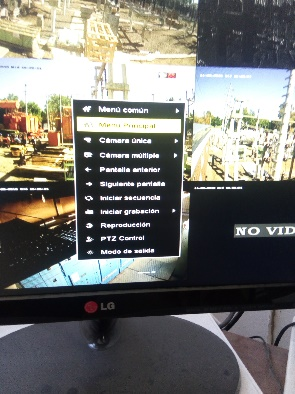 Menú común
Menú Principal
Cámara única
Cámara múltiple
Pantalla anterior
Siguiente pantalla
Iniciar secuencia
Iniciar grabación
Reproducción
PTZ Control
Modo de salida
NO VID
LG